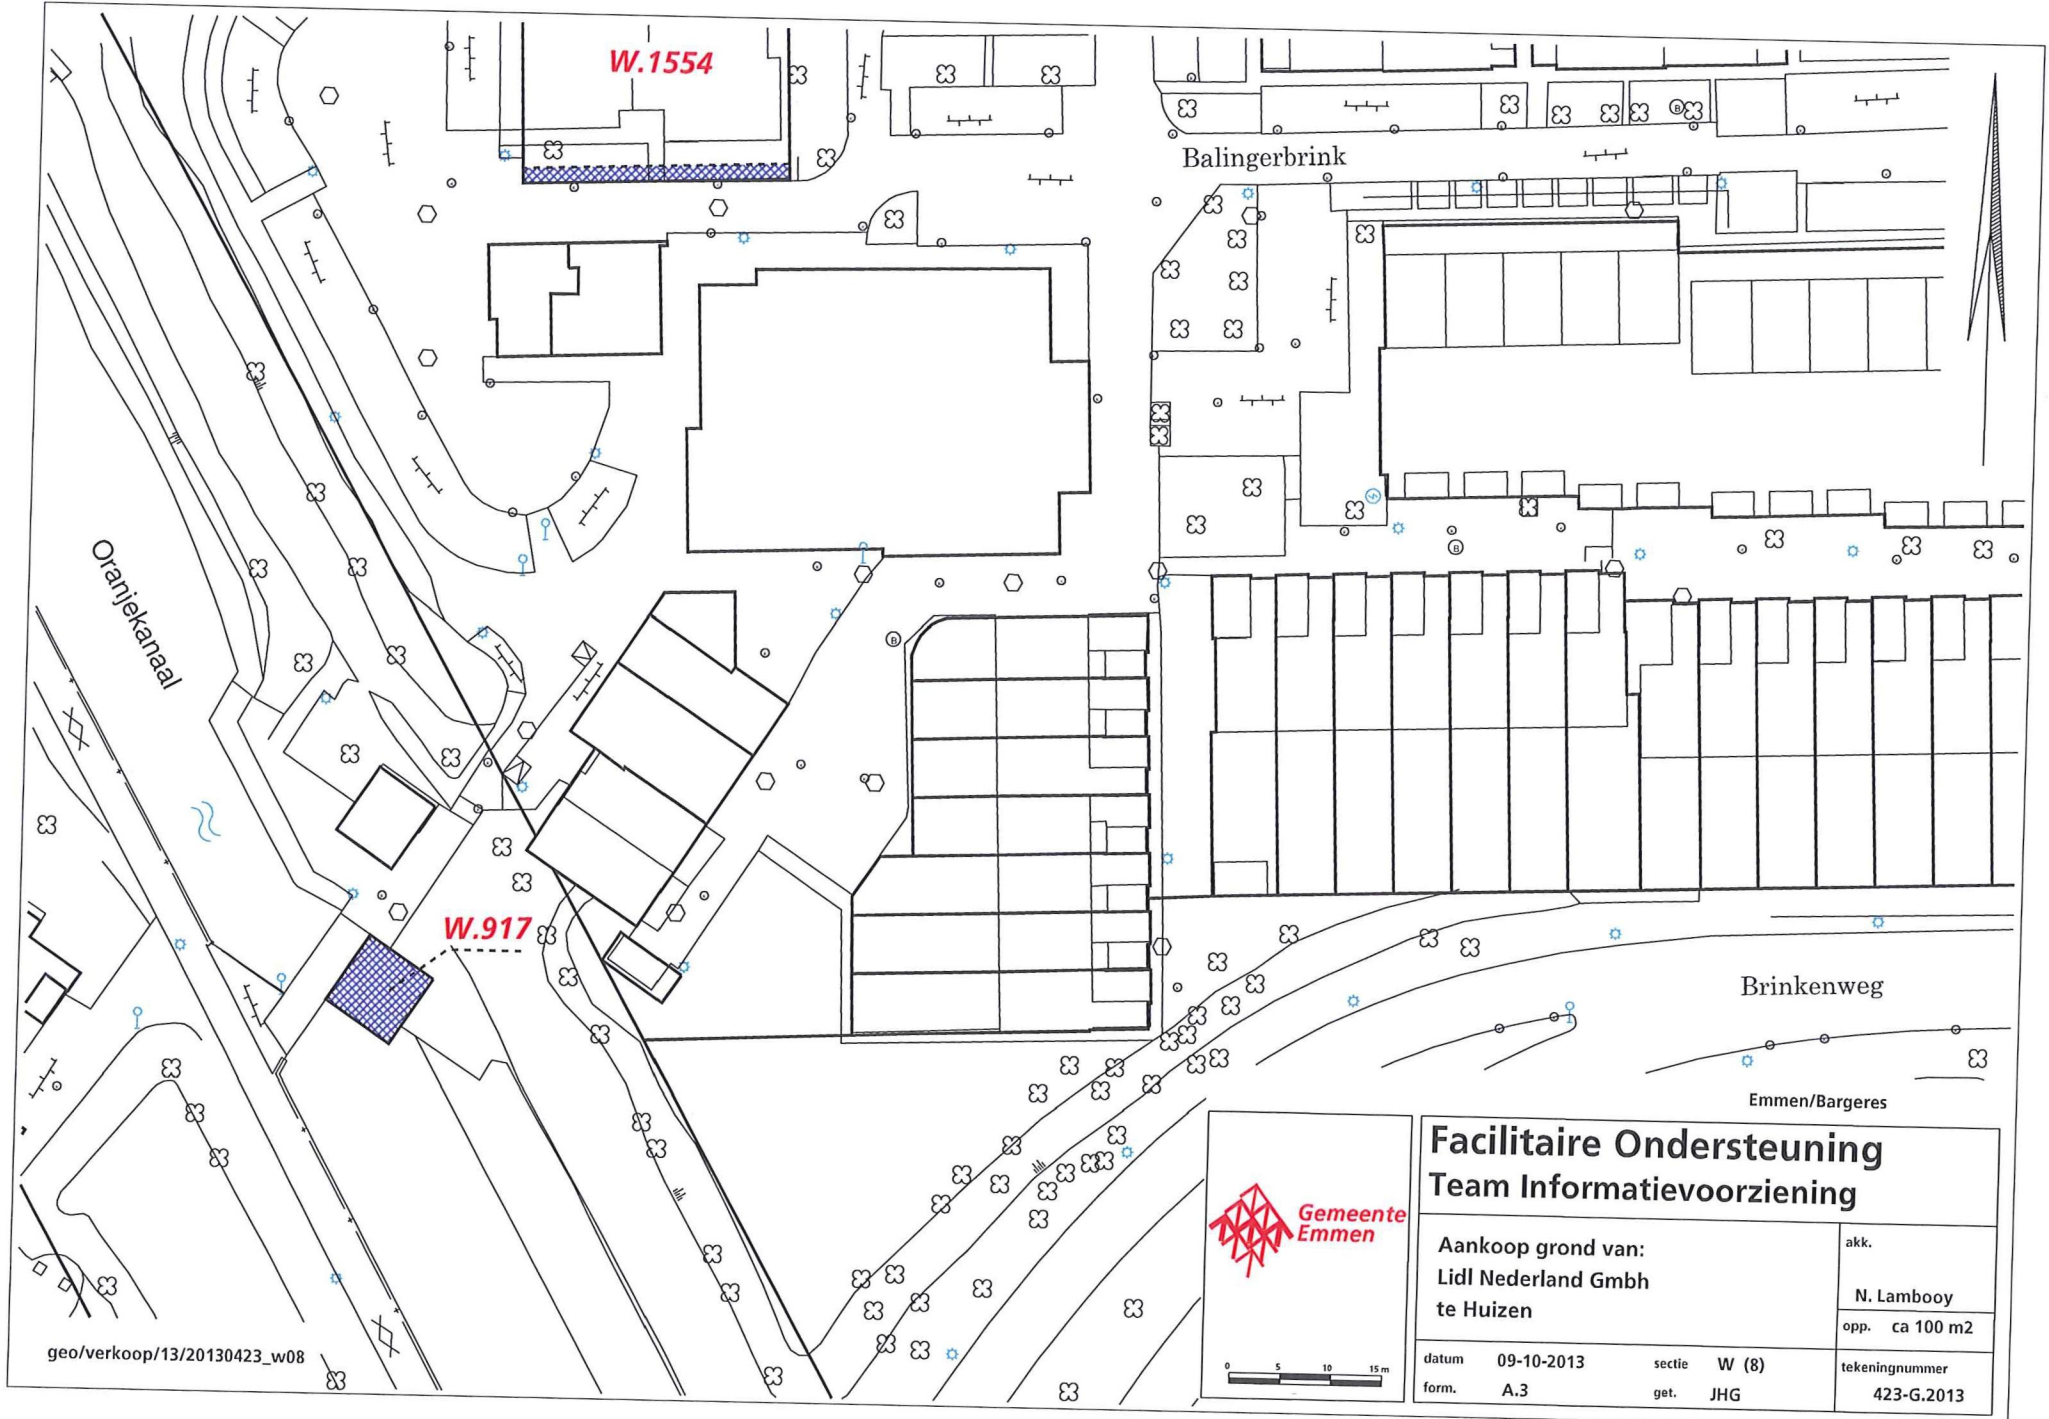 W.1554
Balingerbrink
Oranjekanaal
B
B
B
W.917
Brinkenweg
Emmen/Bargeres
Facilitaire Ondersteuning
Team Informatievoorziening
Gemeente
Emmen
Aankoop grond van:
Lidl Nederland Gmbh
te Huizen
akk.
N. Lambooy
opp. ca 100 m2
datum 09-10-2013 sectie W (8)
form. A.3 get. JHG
tekeningnummer
423-G.2013
0 5 10 15 m
geo/verkoop/13/20130423_w08